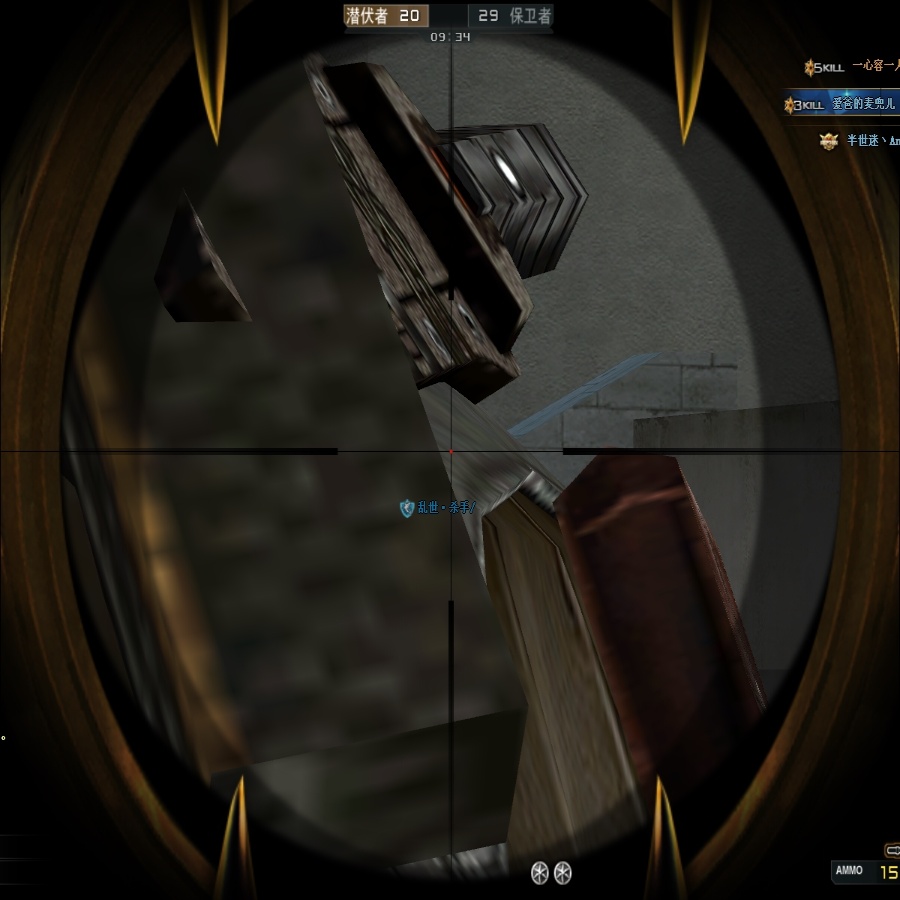 潜伏者 20 29 保卫者
09:34
5KILL 一心容一人
3KILL 爱爸的麦兜儿
半世迷丶An
乱世·杀手/
AMMO 15